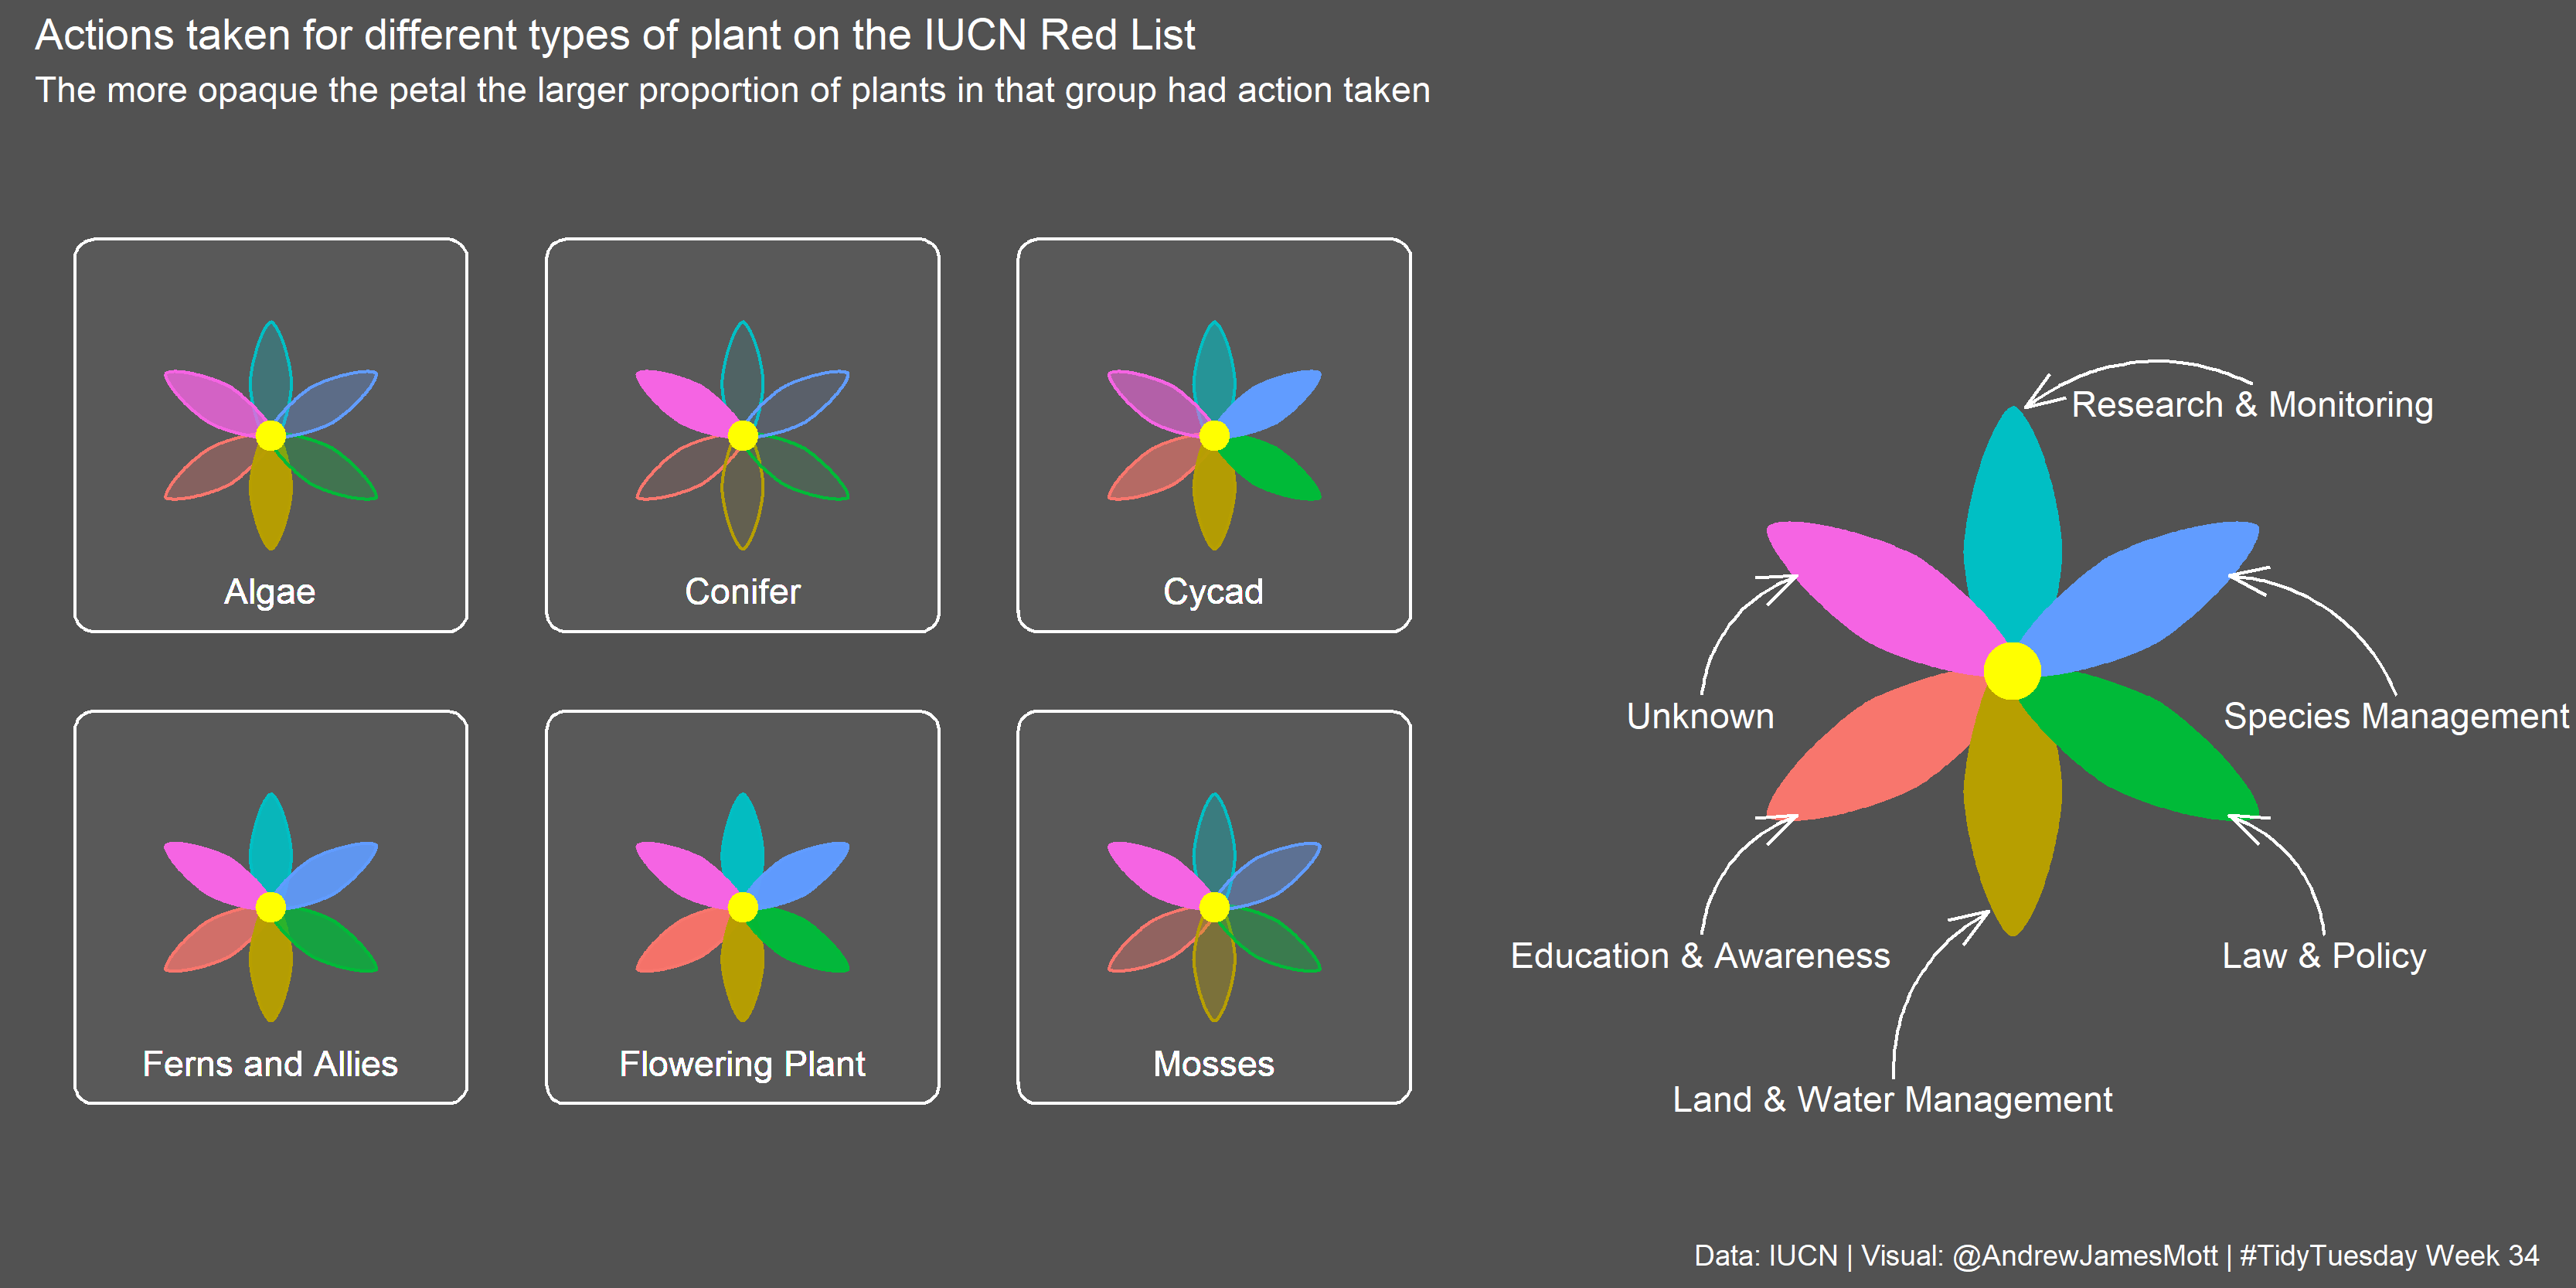 Actions taken for different types of plant on the IUCN Red List
The more opaque the petal the larger proportion of plants in that group had action taken
Algae
Conifer
Cycad
Ferns and Allies
Flowering Plant
Mosses
Research & Monitoring
Unknown
Species Management
Education & Awareness
Law & Policy
Land & Water Management
Data: IUCN | Visual: @AndrewJamesMott | #TidyTuesday Week 34